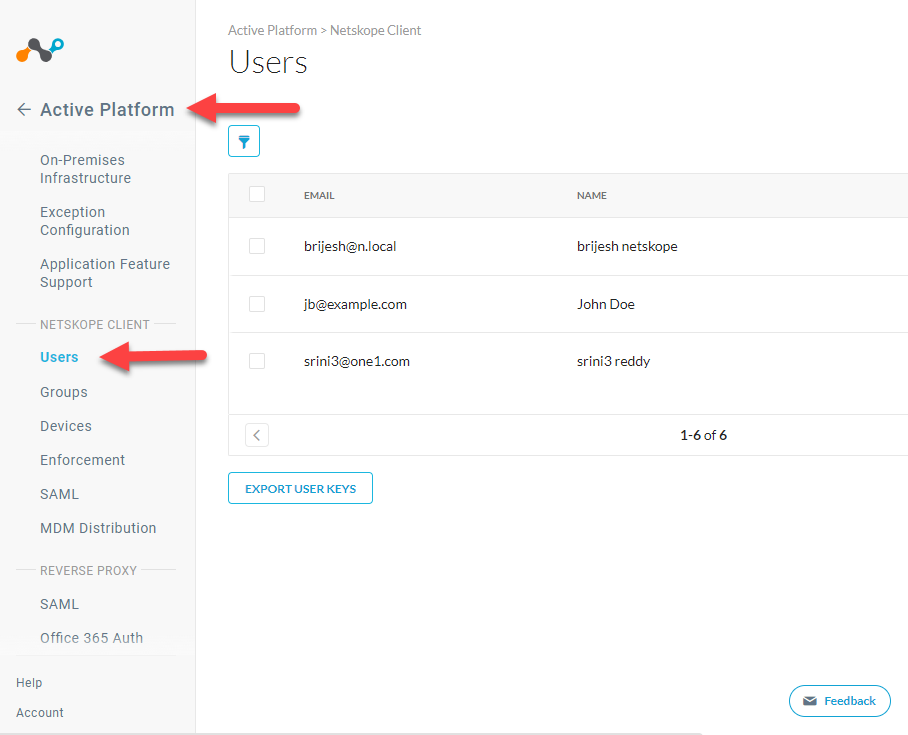 Active Platform
On-Premises
Infrastructure
Exception
Configuration
Application Feature
Support
NETSKOPE CLIENT
Users
Groups
Devices
Enforcement
SAML
MDM Distribution
REVERSE PROXY
SAML
Office 365 Auth
Help
Account
Active Platform > Netskope Client
Users
EMAIL NAME
brijesh@n.local brijesh netskope
jb@example.com John Doe
srini3@one1.com srini3 reddy
1-6 of 6
EXPORT USER KEYS
Feedback